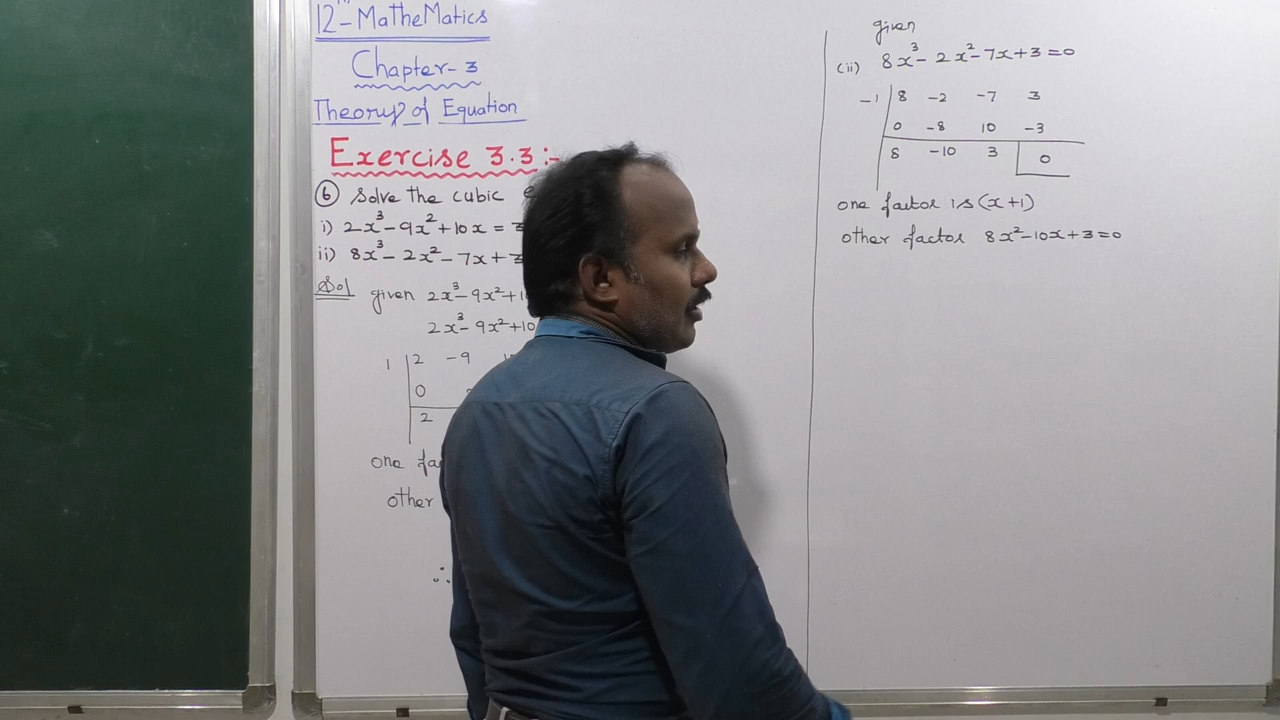 12th - MatheMatics
Chapter - 3
Theory of Equation
Exercise 3.3 :-
⑥ Solve the cubic
i) 2x³ - 9x² + 10x = 3
ii) 8x³ - 2x² - 7x + 3
Sol given 2x³ - 9x² + 1
2x³ - 9x² + 10
1 | 2 -9
0
2
one fa
other
∴
given
(ii) 8x³ - 2x² - 7x + 3 = 0
-1 | 8 -2 -7 3
0 -8 10 -3
8 -10 3 | 0
one factor is (x+1)
other factor 8x² - 10x + 3 = 0